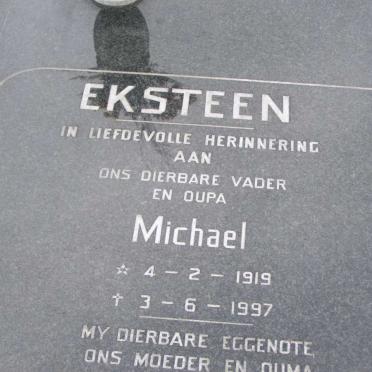 EKSTEEN
IN LIEFDEVOLLE HERINNERING
AAN
ONS DIERBARE VADER
EN OUPA
Michael
☆ 4 – 2 – 1919
† 3 – 6 – 1997
MY DIERBARE EGGENOTE,
ONS MOEDER EN OUMA